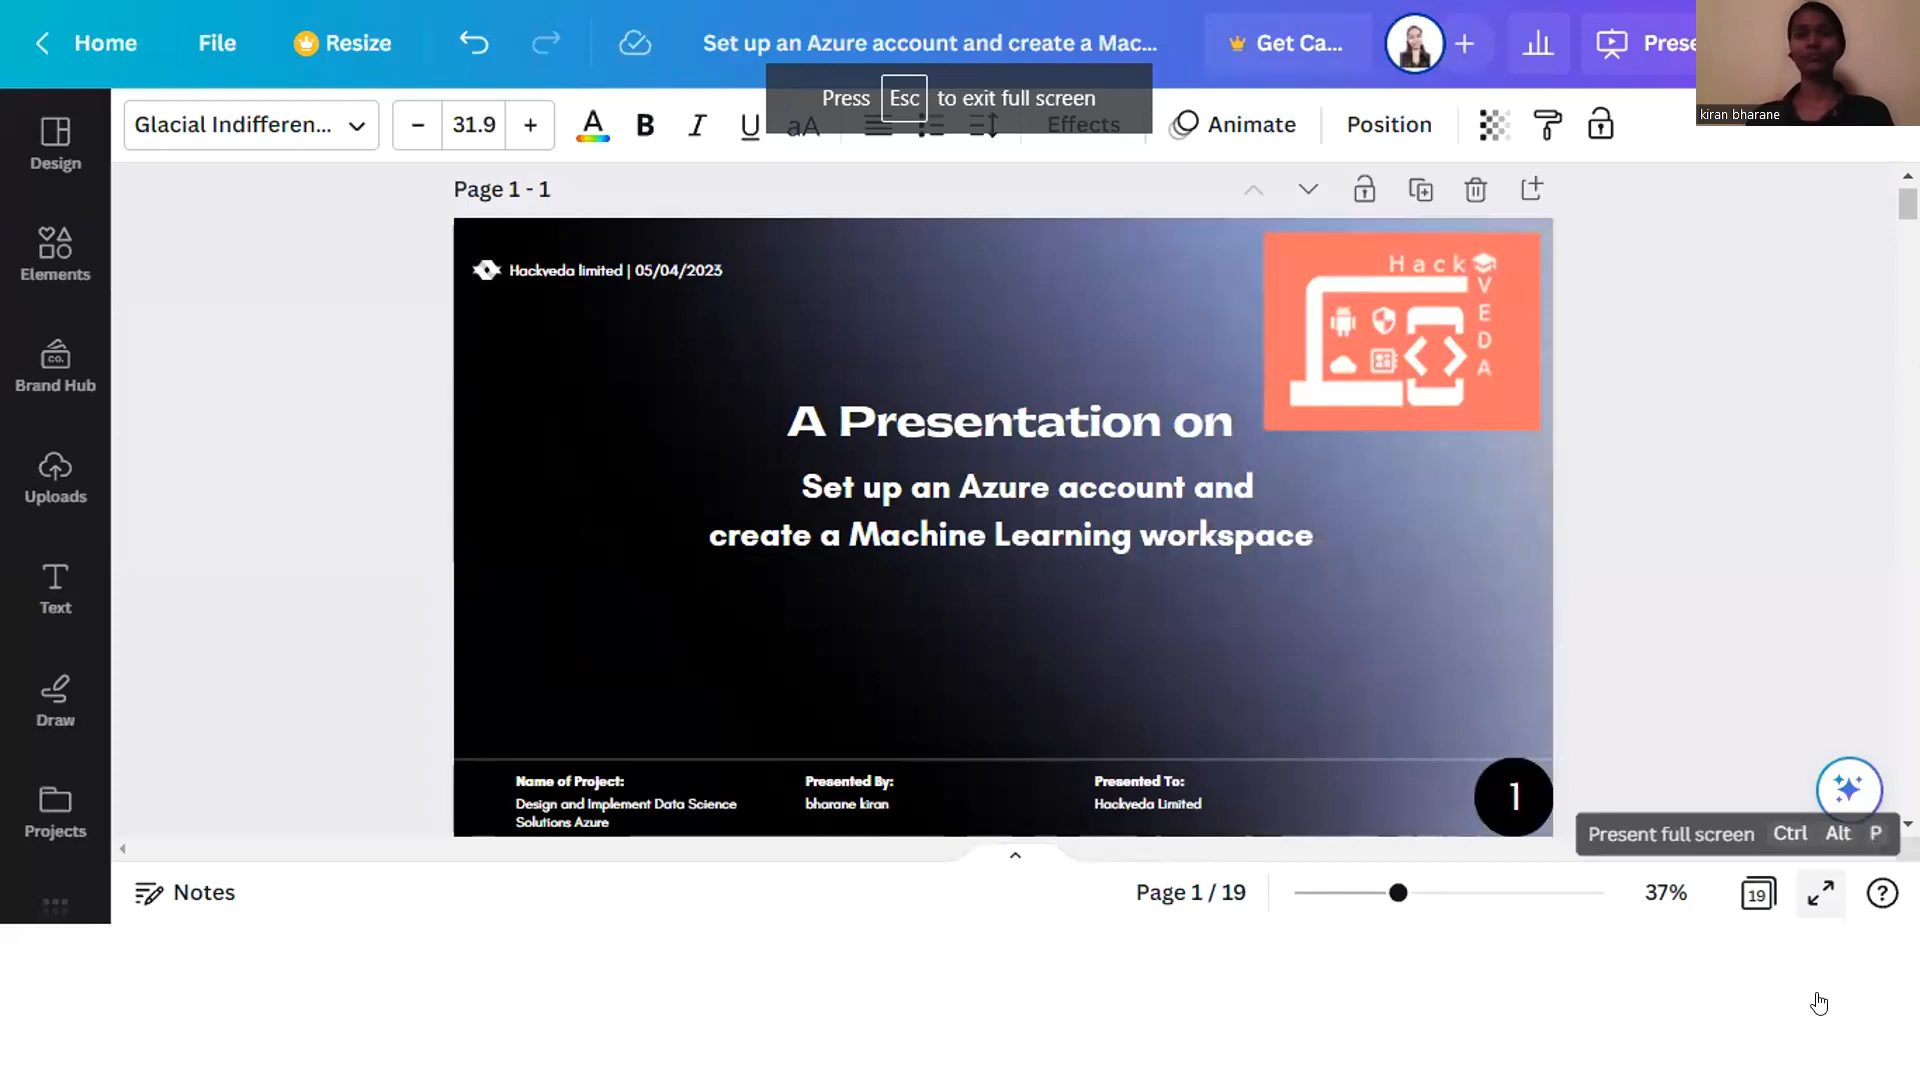 Home
File
Resize
Set up an Azure account and create a Mac...
Get Ca...
Prese
kiran bharane
Press Esc to exit full screen
Glacial Indifferen...
31.9
A
B
I
U
aA
Effects
Animate
Position
Design
Elements
CO.
Brand Hub
Uploads
Text
Draw
Projects
Page 1 - 1
Hackveda limited | 05/04/2023
Hack
VEDA
A Presentation on
Set up an Azure account and
create a Machine Learning workspace
Name of Project:
Design and Implement Data Science
Solutions Azure
Presented By:
bharane kiran
Presented To:
Hackveda Limited
1
Present full screen Ctrl Alt P
Notes
Page 1 / 19
37%
19
?